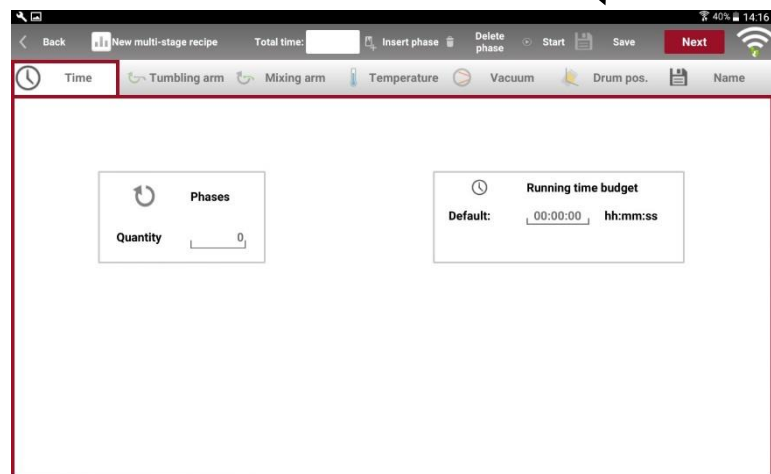 40% 14:16
Back New multi-stage recipe Total time: Insert phase Delete phase Start Save Next
Time Tumbling arm Mixing arm Temperature Vacuum Drum pos. Name
Phases
Quantity 0
Running time budget
Default: 00:00:00 hh:mm:ss